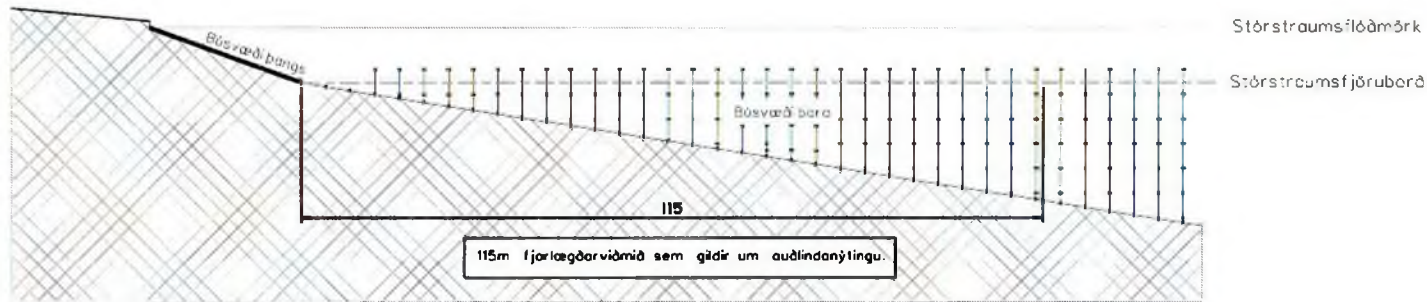 Stórstraumsflóðmörk
Búsvæði þangs
Stórstraumsfjöruborð
Búsvæði þara
115
115m fjarlægðarviðmið sem gildir um auðlindanýtingu.